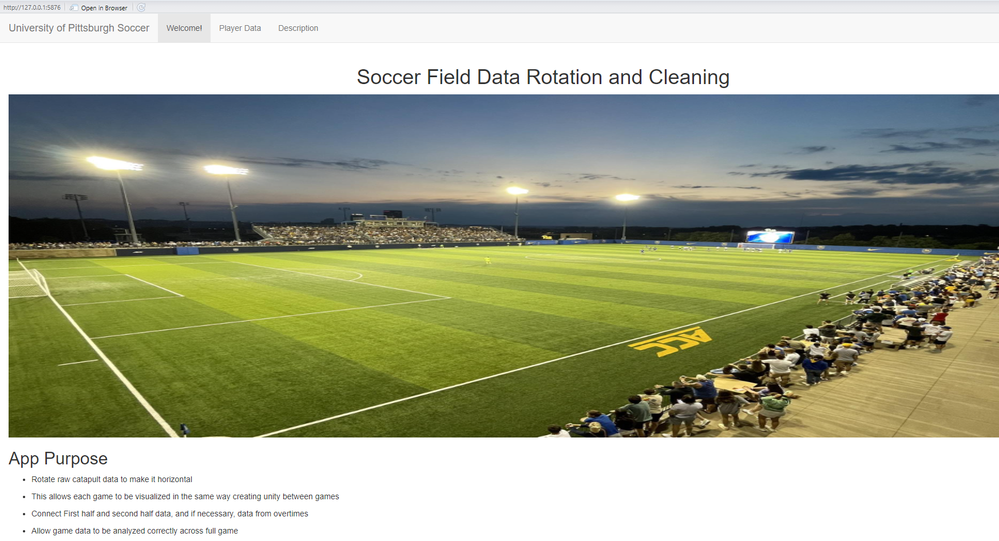 http://127.0.0.1:5876 Open in Browser
University of Pittsburgh Soccer Welcome! Player Data Description
Soccer Field Data Rotation and Cleaning
Pitt
ACC
ACC
App Purpose
• Rotate raw catapult data to make it horizontal
• This allows each game to be visualized in the same way creating unity between games
• Connect First half and second half data, and if necessary, data from overtimes
• Allow game data to be analyzed correctly across full game